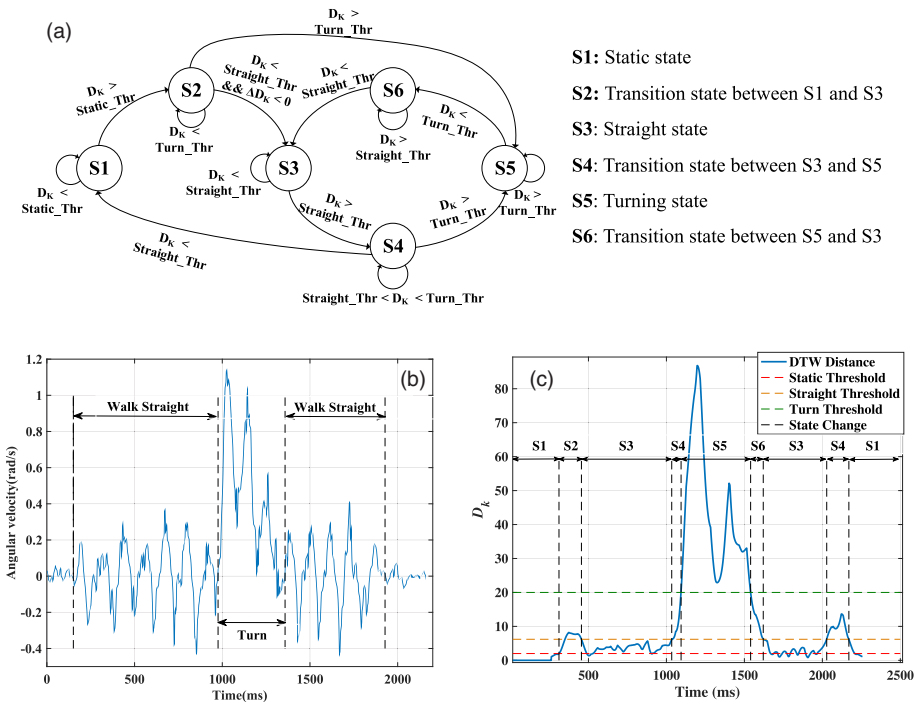 (a)
D_K >
Turn_Thr
D_K >
Static_Thr
S2
D_K <
Straight_Thr
&& ΔD_K < 0
D_K <
Straight_Thr
S6
D_K <
Turn_Thr
D_K <
Turn_Thr
D_K >
Straight_Thr
S1
S3
S5
D_K <
Static_Thr
D_K <
Straight_Thr
D_K >
Straight_Thr
D_K >
Turn_Thr
D_K >
Turn_Thr
D_K <
Straight_Thr
S4
Straight_Thr < D_K < Turn_Thr
S1: Static state
S2: Transition state between S1 and S3
S3: Straight state
S4: Transition state between S3 and S5
S5: Turning state
S6: Transition state between S5 and S3
(b)
Angular velocity(rad/s)
1.2
1
0.8
0.6
0.4
0.2
0
-0.2
-0.4
Walk Straight
Walk Straight
Turn
0 500 1000 1500 2000
Time(ms)
(c)
DTW Distance
Static Threshold
Straight Threshold
Turn Threshold
State Change
D_k
80
70
60
50
40
30
20
10
0
S1 S2 S3 S4 S5 S6 S3 S4 S1
500 1000 1500 2000 2500
Time (ms)